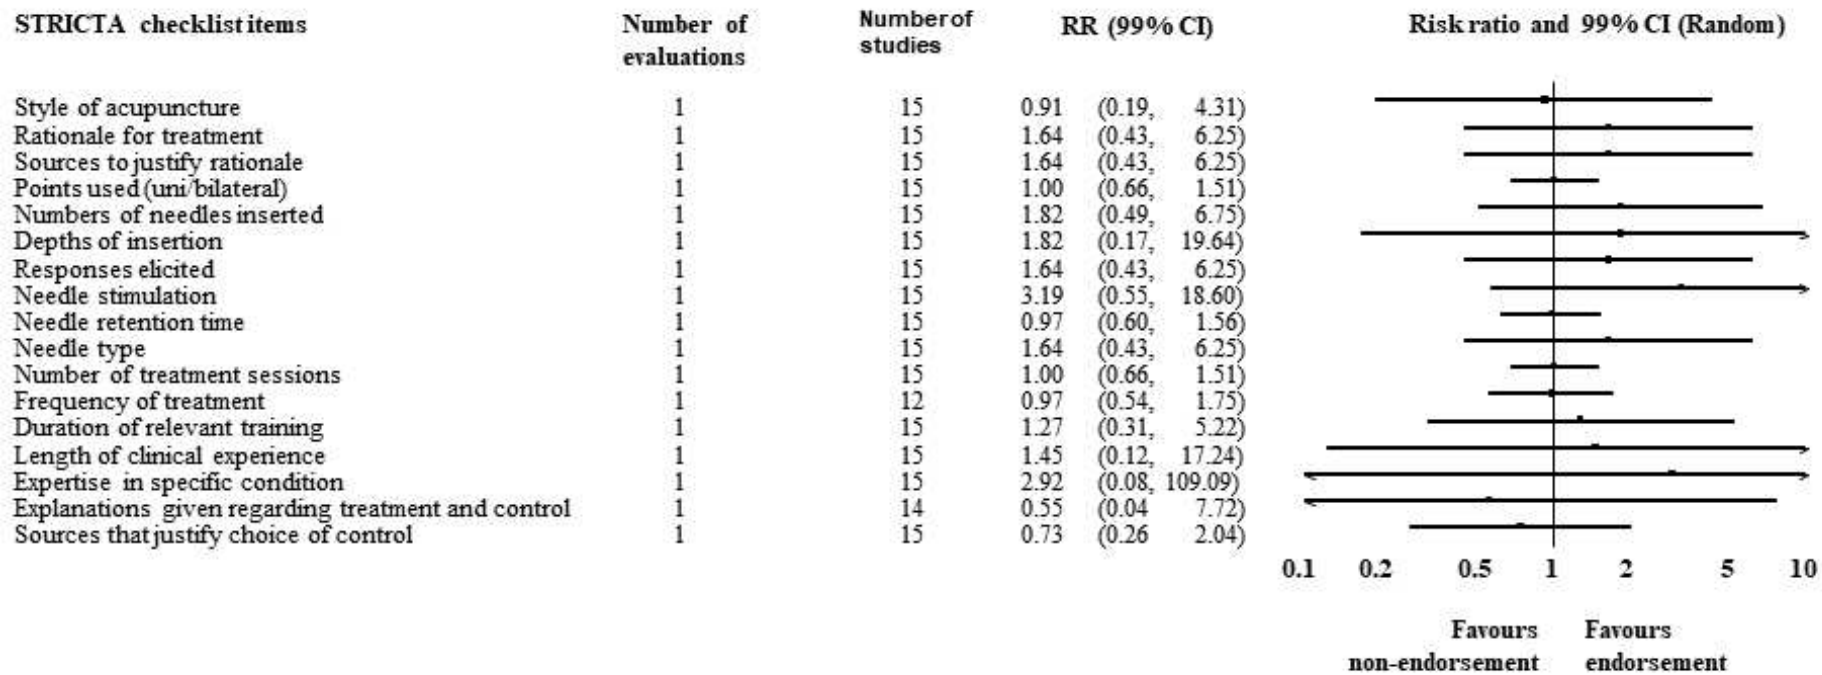 STRICTA checklist items Number of evaluations Number of studies RR (99% CI) Risk ratio and 99% CI (Random)
Style of acupuncture 1 15 0.91 (0.19, 4.31)
Rationale for treatment 1 15 1.64 (0.43, 6.25)
Sources to justify rationale 1 15 1.64 (0.43, 6.25)
Points used (uni/bilateral) 1 15 1.00 (0.66, 1.51)
Numbers of needles inserted 1 15 1.82 (0.49, 6.75)
Depths of insertion 1 15 1.82 (0.17, 19.64)
Responses elicited 1 15 1.64 (0.43, 6.25)
Needle stimulation 1 15 3.19 (0.55, 18.60)
Needle retention time 1 15 0.97 (0.60, 1.56)
Needle type 1 15 1.64 (0.43, 6.25)
Number of treatment sessions 1 15 1.00 (0.66, 1.51)
Frequency of treatment 1 12 0.97 (0.54, 1.75)
Duration of relevant training 1 15 1.27 (0.31, 5.22)
Length of clinical experience 1 15 1.45 (0.12, 17.24)
Expertise in specific condition 1 15 2.92 (0.08, 109.09)
Explanations given regarding treatment and control 1 14 0.55 (0.04 7.72)
Sources that justify choice of control 1 15 0.73 (0.26 2.04)
0.1 0.2 0.5 1 2 5 10
Favours Favours
non-endorsement endorsement